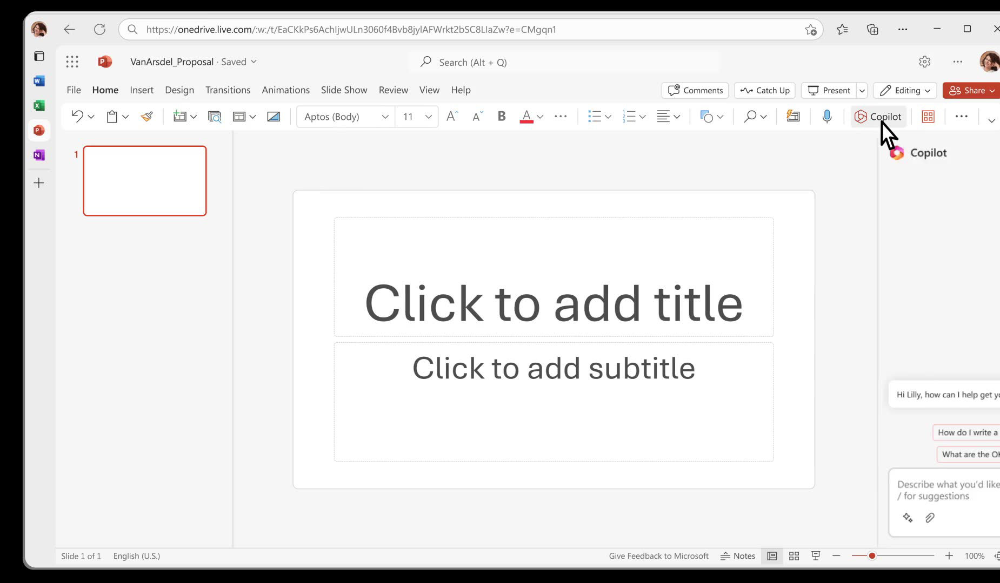 https://onedrive.live.com/:w:/t/EaCKkPs6AchIjwULn3060f4Bvb8jylAFWrkt2bSC8LIaZw?e=CMgqn1
VanArsdel_Proposal · Saved
Search (Alt + Q)
File Home Insert Design Transitions Animations Slide Show Review View Help
Comments Catch Up Present Editing Share
Aptos (Body) 11 Copilot
Copilot
1
Click to add title
Click to add subtitle
Hi Lilly, how can I help get
How do I write a
What are the
Describe what you'd like
/ for suggestions
Slide 1 of 1 English (U.S.) Give Feedback to Microsoft Notes 100%